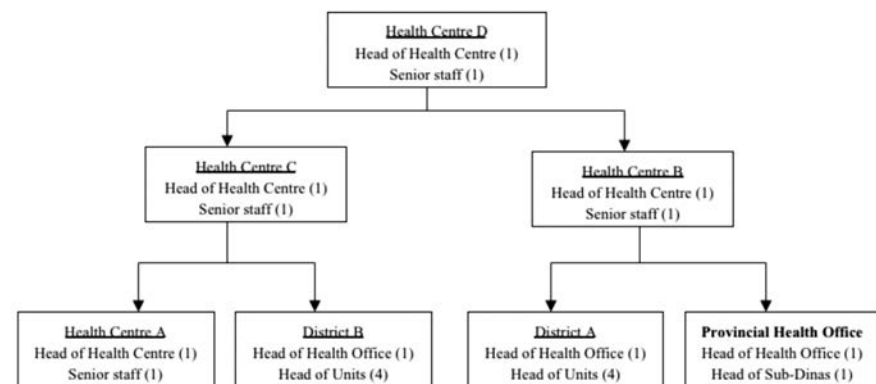 Health Centre D
Head of Health Centre (1)
Senior staff (1)
Health Centre C
Head of Health Centre (1)
Senior staff (1)
Health Centre B
Head of Health Centre (1)
Senior staff (1)
Health Centre A
Head of Health Centre (1)
Senior staff (1)
District B
Head of Health Office (1)
Head of Units (4)
District A
Head of Health Office (1)
Head of Units (4)
Provincial Health Office
Head of Health Office (1)
Head of Sub-Dinas (1)